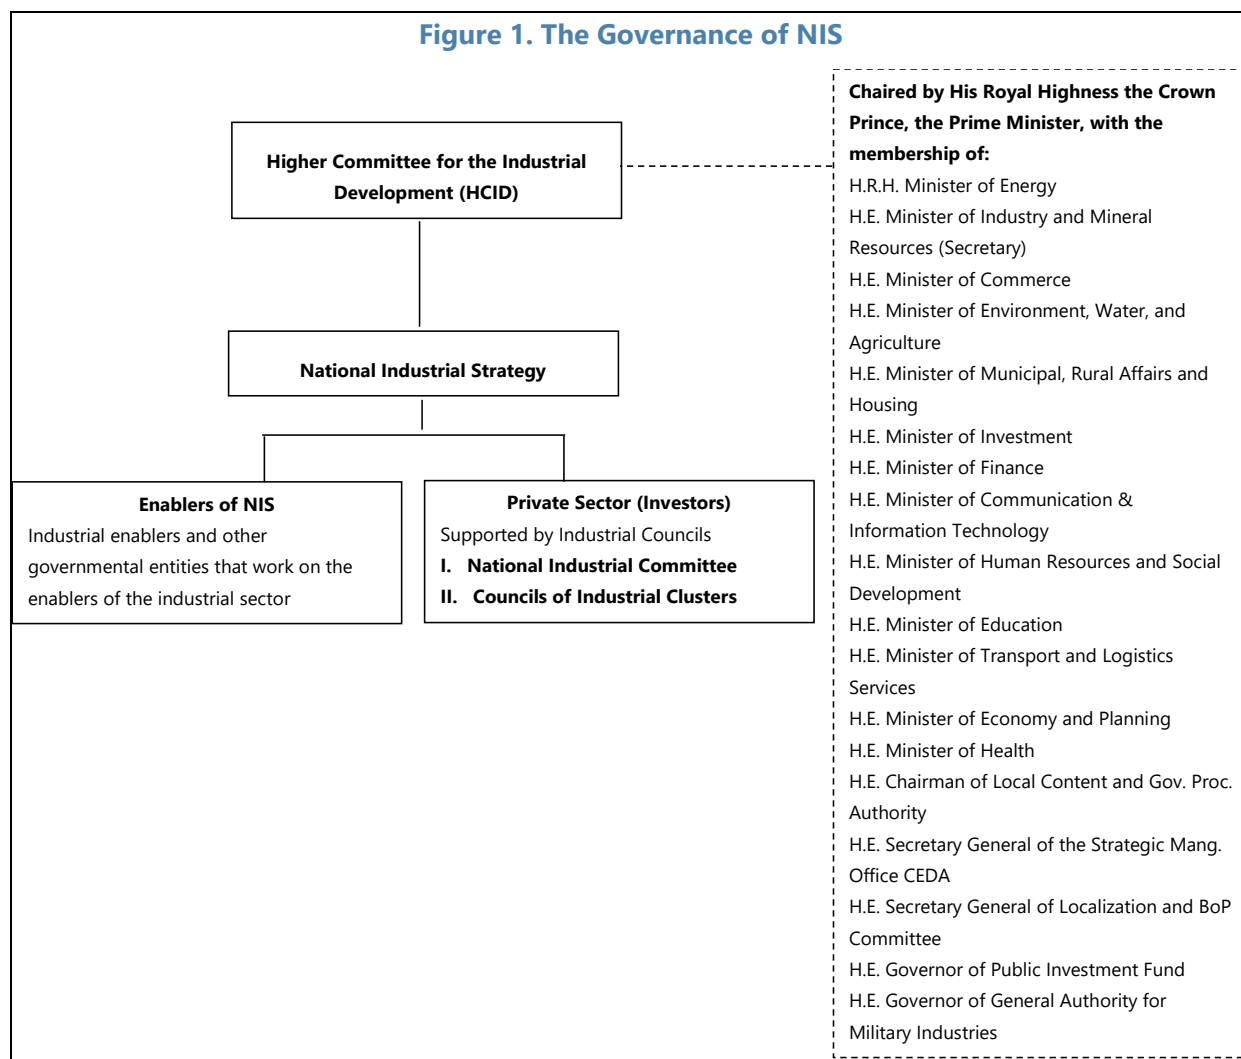 Figure 1. The Governance of NIS
Higher Committee for the Industrial
Development (HCID)
National Industrial Strategy
Enablers of NIS
Industrial enablers and other
governmental entities that work on the
enablers of the industrial sector
Private Sector (Investors)
Supported by Industrial Councils
I. National Industrial Committee
II. Councils of Industrial Clusters
Chaired by His Royal Highness the Crown
Prince, the Prime Minister, with the
membership of:
H.R.H. Minister of Energy
H.E. Minister of Industry and Mineral
Resources (Secretary)
H.E. Minister of Commerce
H.E. Minister of Environment, Water, and
Agriculture
H.E. Minister of Municipal, Rural Affairs and
Housing
H.E. Minister of Investment
H.E. Minister of Finance
H.E. Minister of Communication &
Information Technology
H.E. Minister of Human Resources and Social
Development
H.E. Minister of Education
H.E. Minister of Transport and Logistics
Services
H.E. Minister of Economy and Planning
H.E. Minister of Health
H.E. Chairman of Local Content and Gov. Proc.
Authority
H.E. Secretary General of the Strategic Mang.
Office CEDA
H.E. Secretary General of Localization and BoP
Committee
H.E. Governor of Public Investment Fund
H.E. Governor of General Authority for
Military Industries